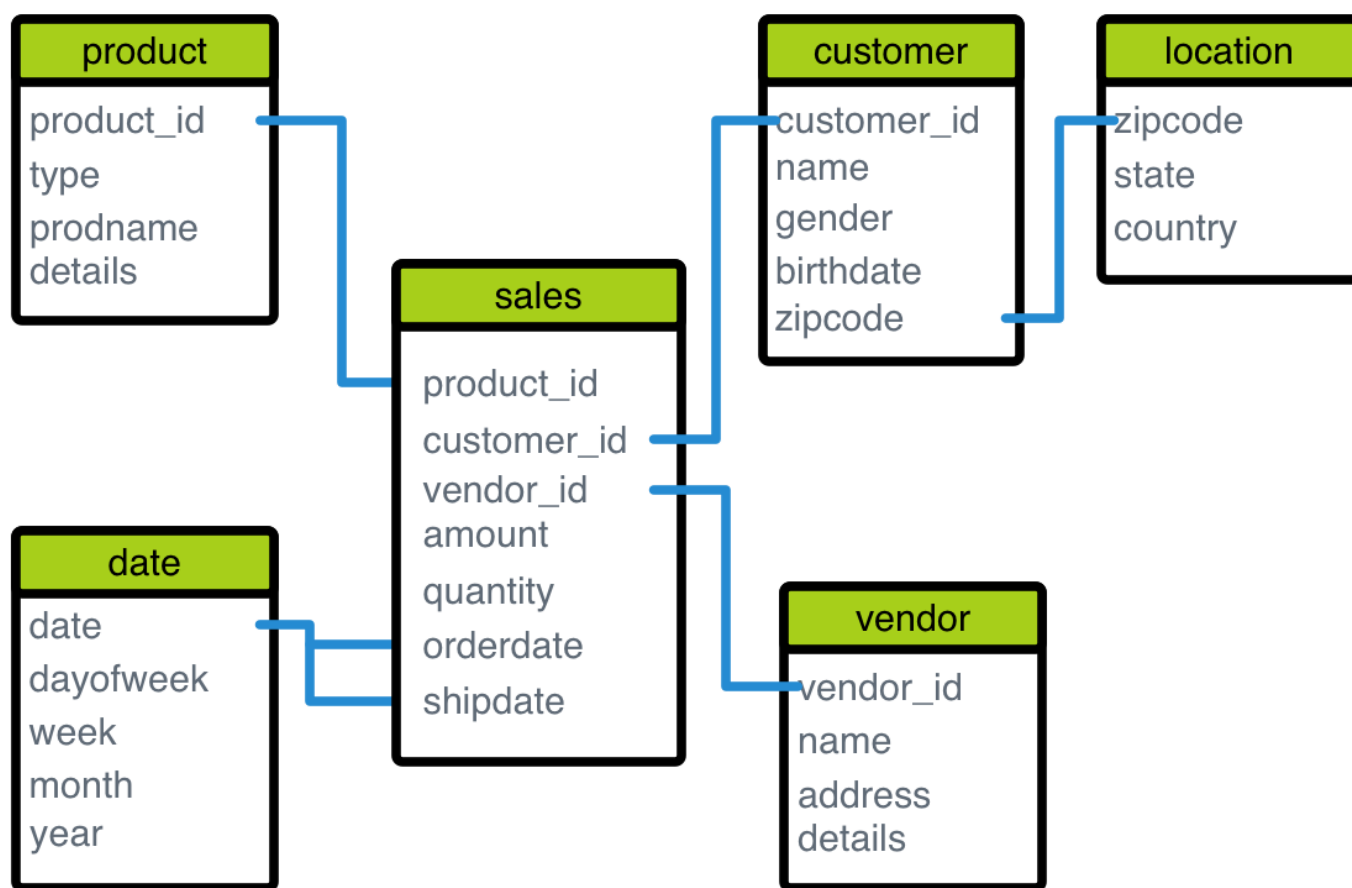 product
product_id
type
prodname
details
customer
customer_id
name
gender
birthdate
zipcode
location
zipcode
state
country
sales
product_id
customer_id
vendor_id
amount
quantity
orderdate
shipdate
date
date
dayofweek
week
month
year
vendor
vendor_id
name
address
details